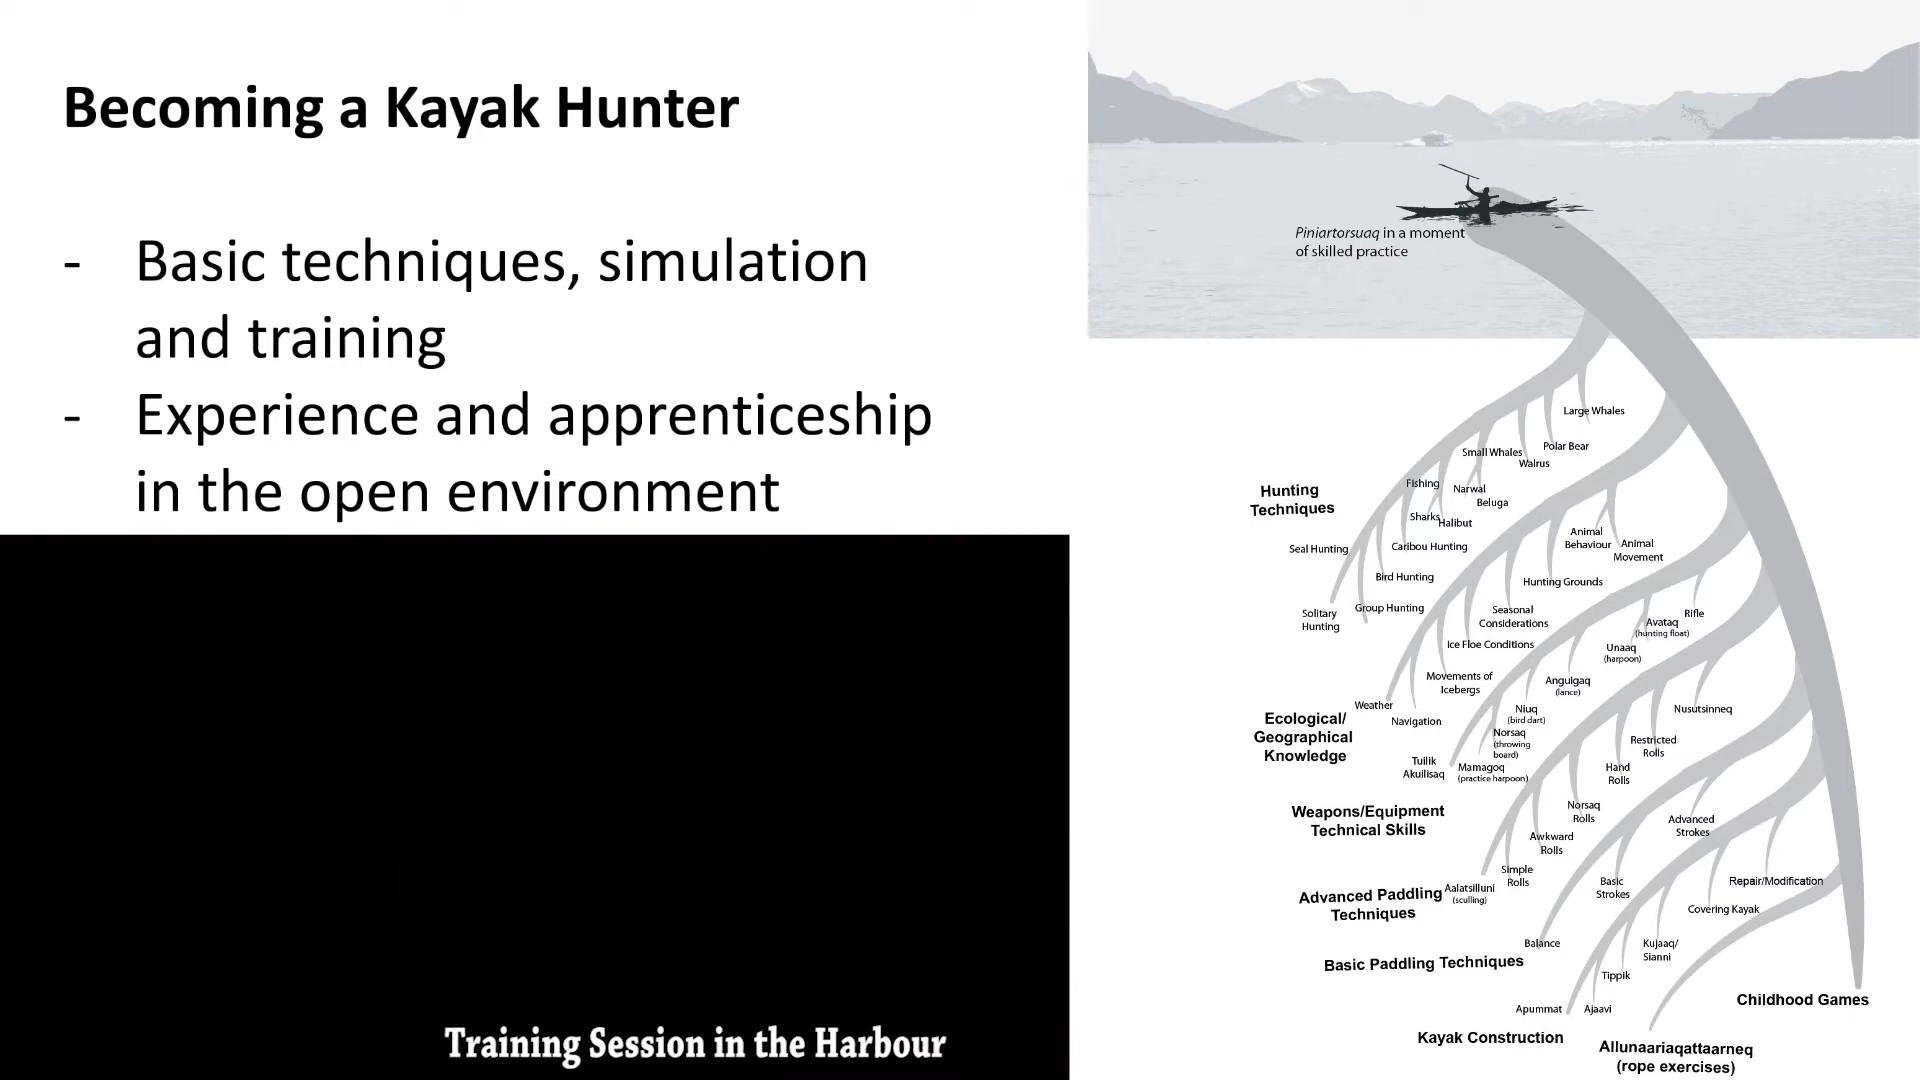 Becoming a Kayak Hunter
- Basic techniques, simulation
and training
- Experience and apprenticeship
in the open environment
Training Session in the Harbour
Piniartorsuaq in a moment
of skilled practice
Large Whales
Polar Bear
Small Whales
Walrus
Fishing
Narwal
Beluga
Hunting
Techniques
Sharks
Halibut
Seal Hunting
Caribou Hunting
Animal
Behaviour
Animal
Movement
Bird Hunting
Hunting Grounds
Solitary
Hunting
Group Hunting
Seasonal
Considerations
Rifle
Avataq
(hunting float)
Ice Floe Conditions
Unaaq
(harpoon)
Movements of
Icebergs
Anguigaq
(lance)
Weather
Navigation
Niuq
(bird dart)
Nusutsinneq
Ecological/
Geographical
Knowledge
Norsaq
(throwing
board)
Restricted
Rolls
Tuilik
Akuilisaq
Mamagoq
(practice harpoon)
Hand
Rolls
Weapons/Equipment
Technical Skills
Norsaq
Rolls
Advanced
Strokes
Awkward
Rolls
Simple
Rolls
Advanced Paddling
Techniques
Aalatsilluni
(sculling)
Basic
Strokes
Repair/Modification
Covering Kayak
Balance
Kujaaq/
Sianni
Basic Paddling Techniques
Tippik
Apummat
Ajaavi
Childhood Games
Kayak Construction
Allunaariaqattaarneq
(rope exercises)